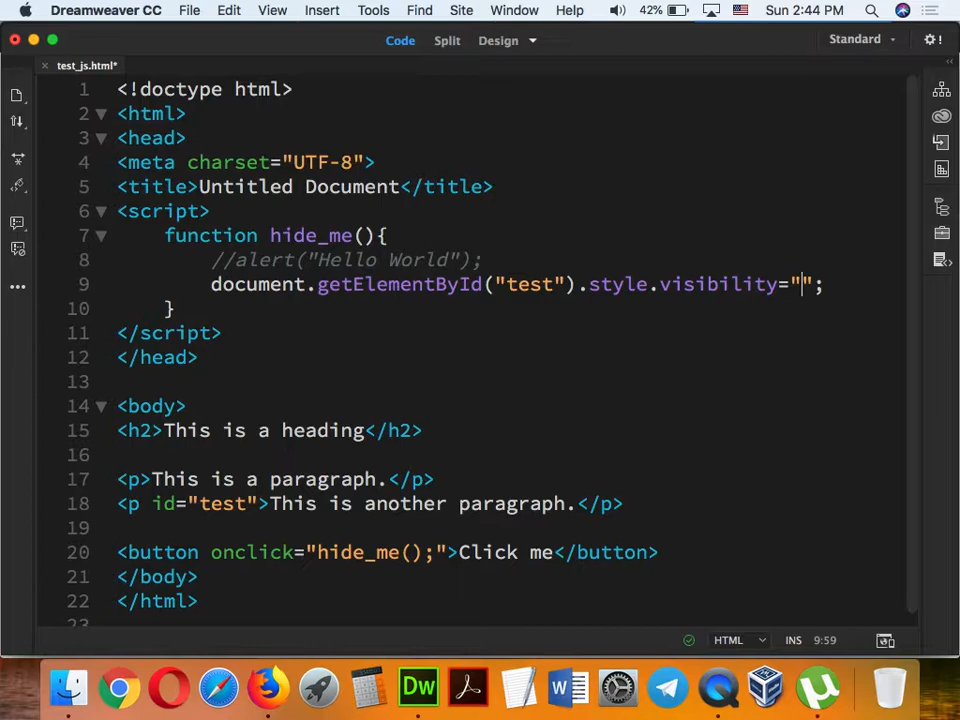 Dreamweaver CC File Edit View Insert Tools Find Site Window Help 42% Sun 2:44 PM
Code Split Design Standard
test_js.html*
1 <!doctype html>
2 <html>
3 <head>
4 <meta charset="UTF-8">
5 <title>Untitled Document</title>
6 <script>
7 function hide_me(){
8 //alert("Hello World");
9 document.getElementById("test").style.visibility="";
10 }
11 </script>
12 </head>
13
14 <body>
15 <h2>This is a heading</h2>
16
17 <p>This is a paragraph.</p>
18 <p id="test">This is another paragraph.</p>
19
20 <button onclick="hide_me();">Click me</button>
21 </body>
22 </html>
23
HTML INS 9:59
Dw W